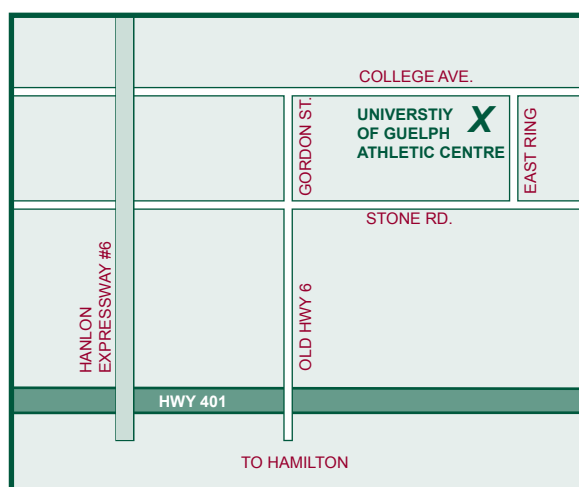 COLLEGE AVE.
GORDON ST.
UNIVERSTIY
OF GUELPH
ATHLETIC CENTRE
X
EAST RING
STONE RD.
HANLON
EXPRESSWAY #6
OLD HWY 6
HWY 401
TO HAMILTON